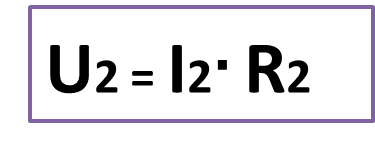 U2 = I2· R2